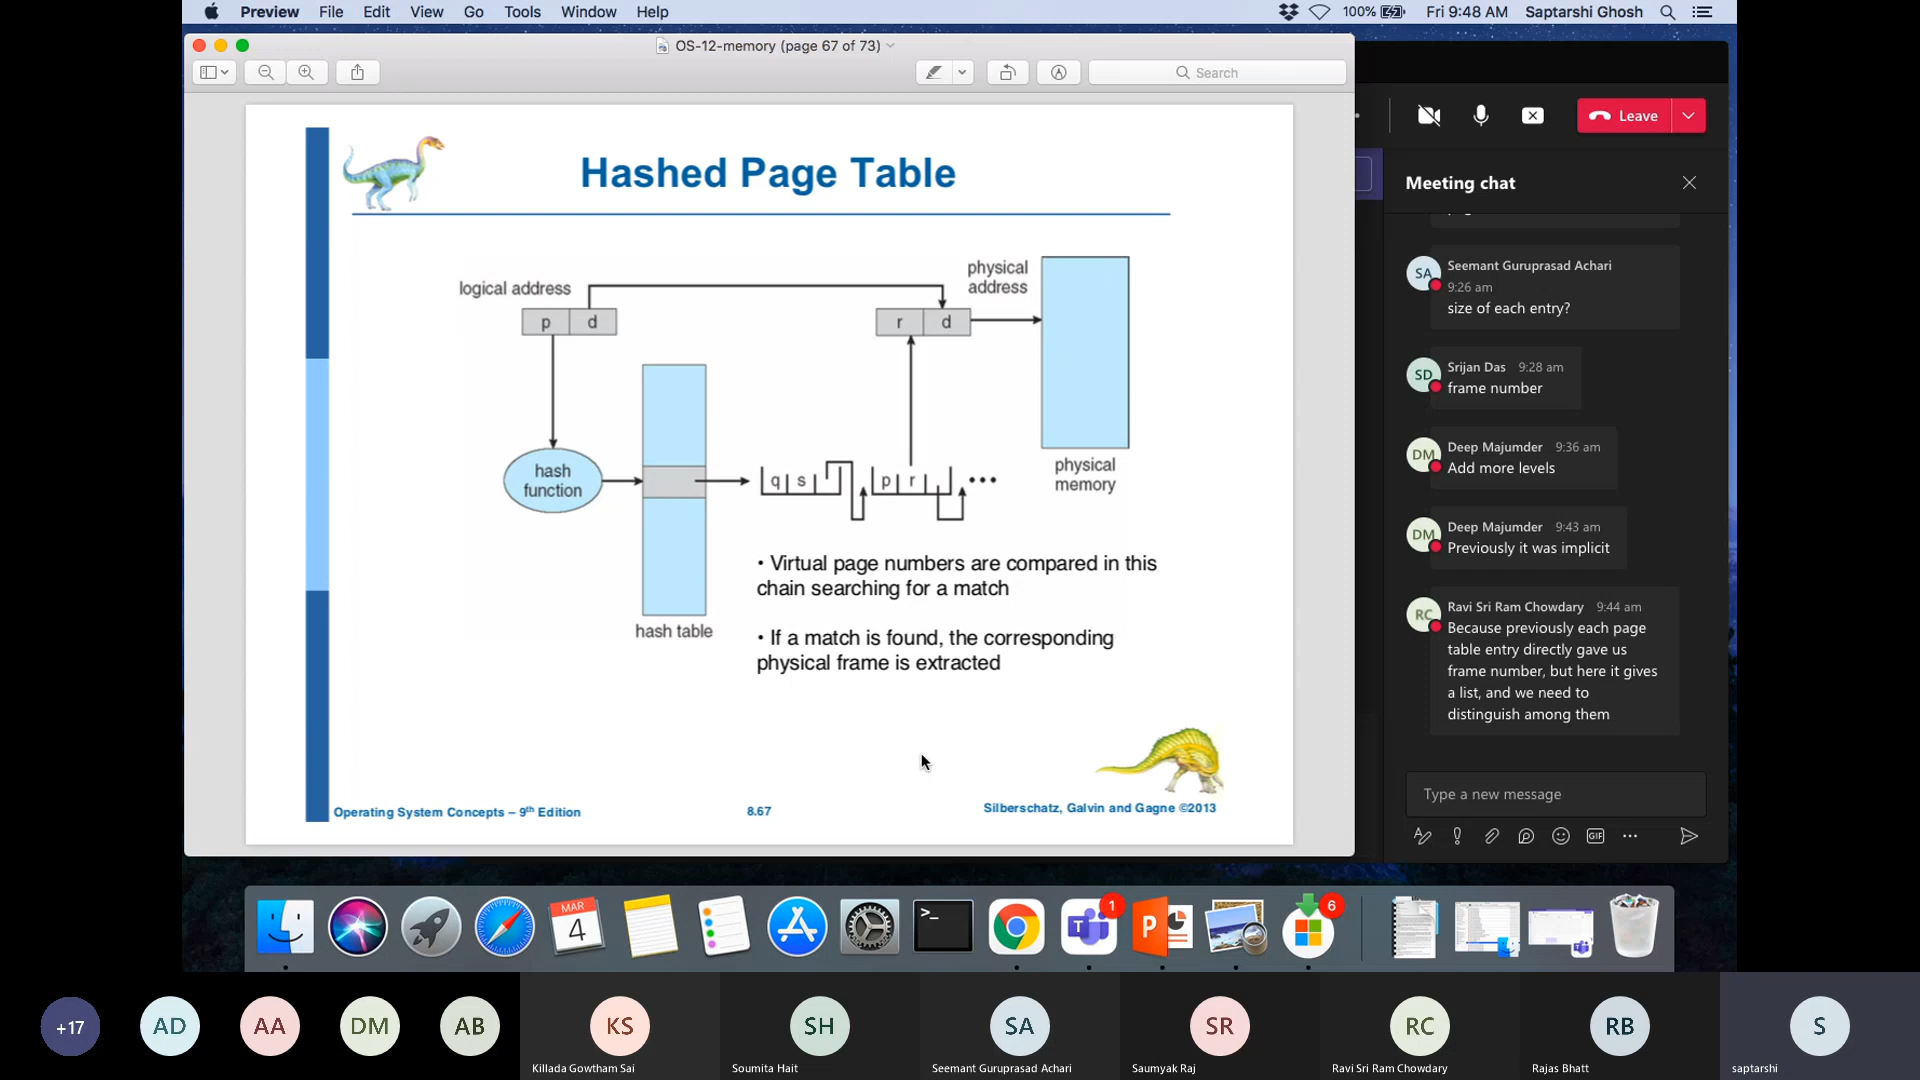 Preview File Edit View Go Tools Window Help
100% Fri 9:48 AM Saptarshi Ghosh
OS-12-memory (page 67 of 73)
Search
Hashed Page Table
logical address
physical
address
p d
r d
hash
function
q s
p r
•••
physical
memory
hash table
• Virtual page numbers are compared in this
chain searching for a match
• If a match is found, the corresponding
physical frame is extracted
Operating System Concepts – 9th Edition
8.67
Silberschatz, Galvin and Gagne ©2013
Leave
Meeting chat
SA
Seemant Guruprasad Achari
9:26 am
size of each entry?
SD
Srijan Das 9:28 am
frame number
DM
Deep Majumder 9:36 am
Add more levels
DM
Deep Majumder 9:43 am
Previously it was implicit
RC
Ravi Sri Ram Chowdary 9:44 am
Because previously each page
table entry directly gave us
frame number, but here it gives
a list, and we need to
distinguish among them
Type a new message
GIF
MAR
4
>_
1
P
6
+17
AD
AA
DM
AB
KS
Killada Gowtham Sai
SH
Soumita Hait
SA
Seemant Guruprasad Achari
SR
Saumyak Raj
RC
Ravi Sri Ram Chowdary
RB
Rajas Bhatt
S
saptarshi